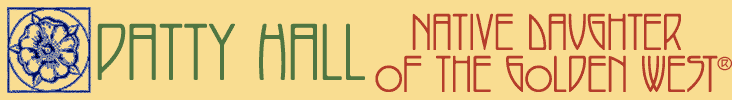 PATTY HALL
NATIVE DAUGHTER
OF THE GOLDEN WEST®